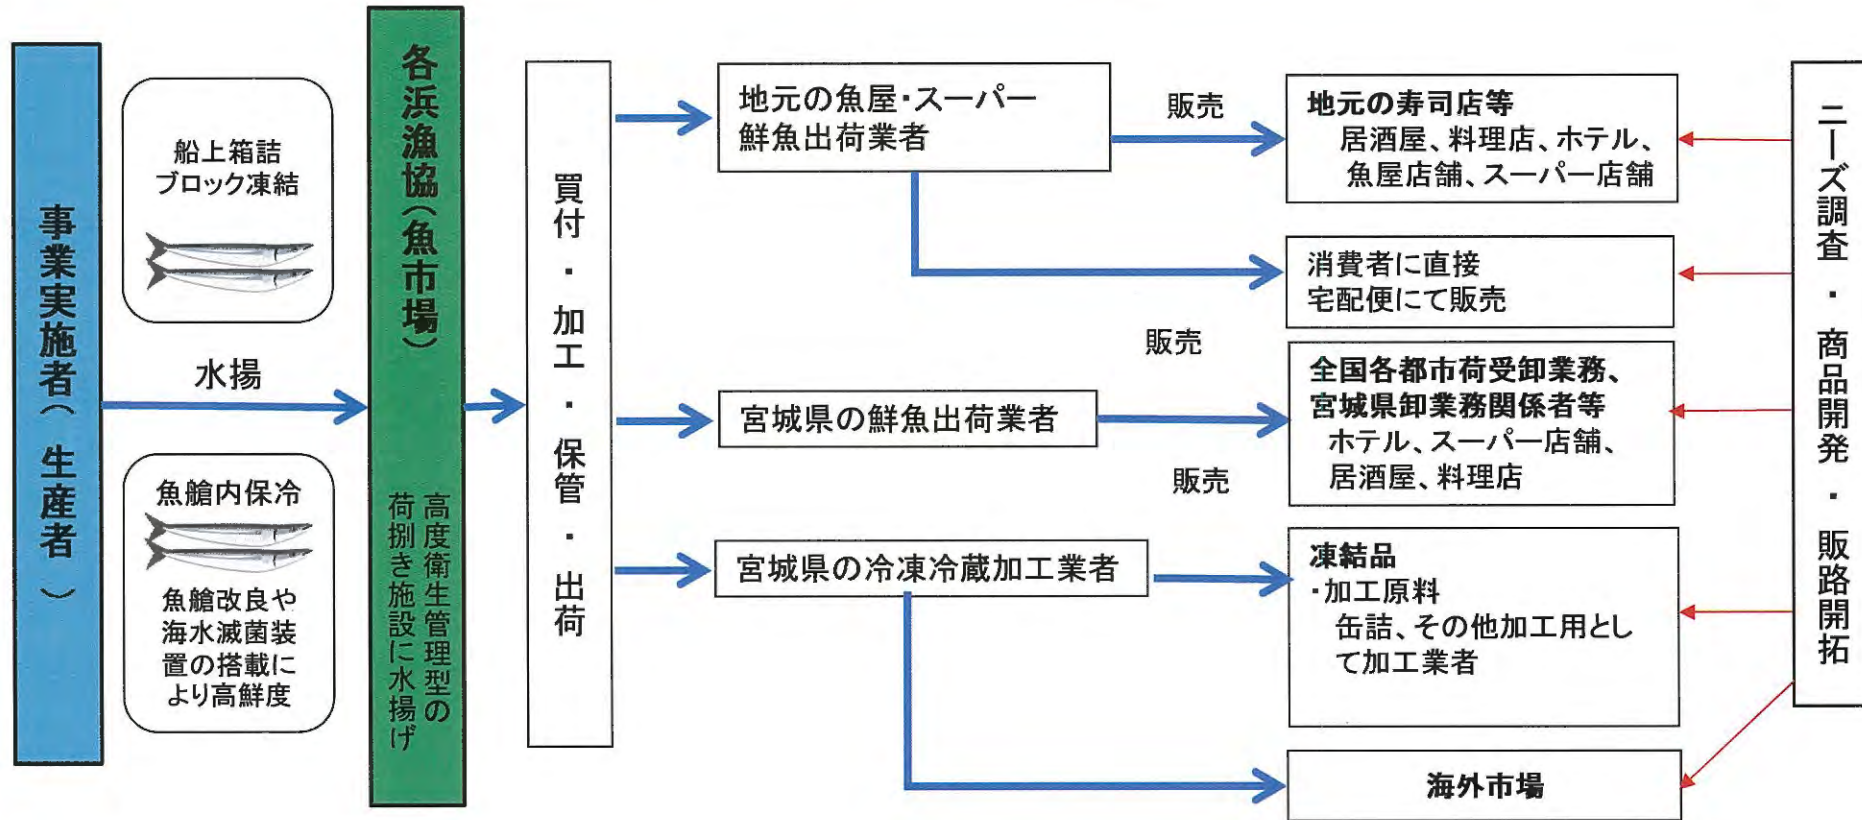 事業実施者（生産者）
船上箱詰
ブロック凍結
水揚
魚艙内保冷
魚艙改良や
海水滅菌装
置の搭載に
より高鮮度
各浜漁協（魚市場）
高度衛生管理型の
荷捌き施設に水揚げ
買付・加工・保管・出荷
地元の魚屋・スーパー
鮮魚出荷業者
販売
地元の寿司店等
居酒屋、料理店、ホテル、
魚屋店舗、スーパー店舗
消費者に直接
宅配便にて販売
宮城県の鮮魚出荷業者
販売
全国各都市荷受卸業務、
宮城県卸業務関係者等
ホテル、スーパー店舗、
居酒屋、料理店
宮城県の冷凍冷蔵加工業者
販売
凍結品
・加工原料
缶詰、その他加工用とし
て加工業者
海外市場
ニーズ調査・商品開発・販路開拓